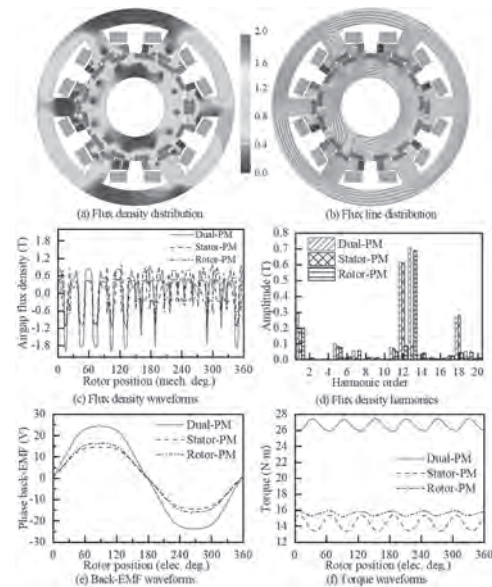 2.0
1.6
1.2
0.8
0.4
0.0
(a) Flux density distribution
(b) Flux line distribution
Airgap flux density (T)
1.8
1.2
0.6
0.0
-0.6
-1.2
-1.8
Dual-PM
Stator-PM
Rotor-PM
0 60 120 180 240 300 360
Rotor position (mech. deg.)
(c) Flux density waveforms
Amplitude (T)
0.8
0.7
0.6
0.5
0.4
0.3
0.2
0.1
0.0
Dual-PM
Stator-PM
Rotor-PM
2 4 6 8 10 12 14 16 18 20
Harmonic order
(d) Flux density harmonics
Phase back-EMF (V)
30
20
10
0
-10
-20
-30
Dual-PM
Stator-PM
Rotor-PM
0 60 120 180 240 300 360
Rotor position (elec. deg.)
(e) Back-EMF waveforms
Torque (N·m)
28
26
24
22
20
18
16
14
12
Dual-PM
Stator-PM
Rotor-PM
0 60 120 180 240 300 360
Rotor position (elec. deg.)
(f) Torque waveforms